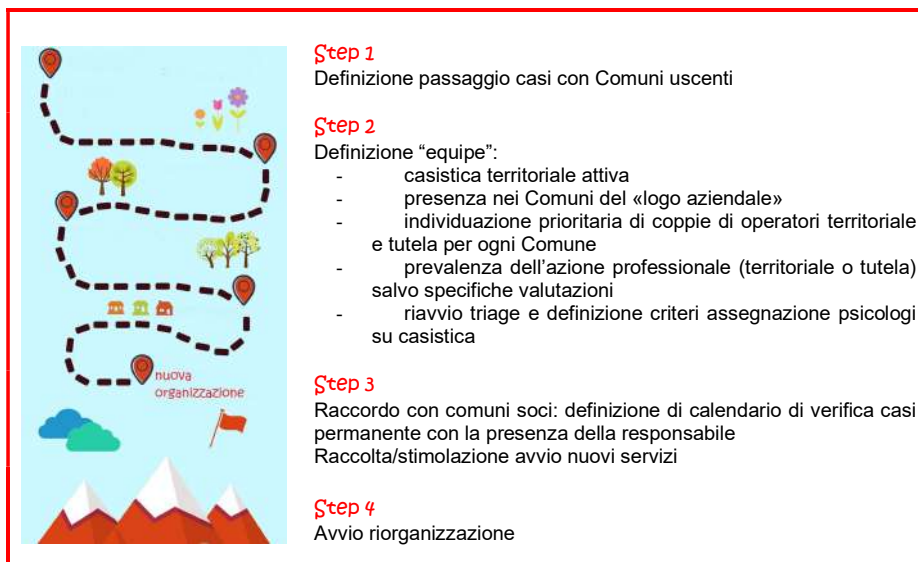 Step 1
Definizione passaggio casi con Comuni uscenti
Step 2
Definizione “equipe”:
- casistica territoriale attiva
- presenza nei Comuni del «logo aziendale»
- individuazione prioritaria di coppie di operatori territoriale
e tutela per ogni Comune
- prevalenza dell’azione professionale (territoriale o tutela)
salvo specifiche valutazioni
- riavvio triage e definizione criteri assegnazione psicologi
su casistica
nuova
organizzazione
Step 3
Raccordo con comuni soci: definizione di calendario di verifica casi
permanente con la presenza della responsabile
Raccolta/stimolazione avvio nuovi servizi
Step 4
Avvio riorganizzazione